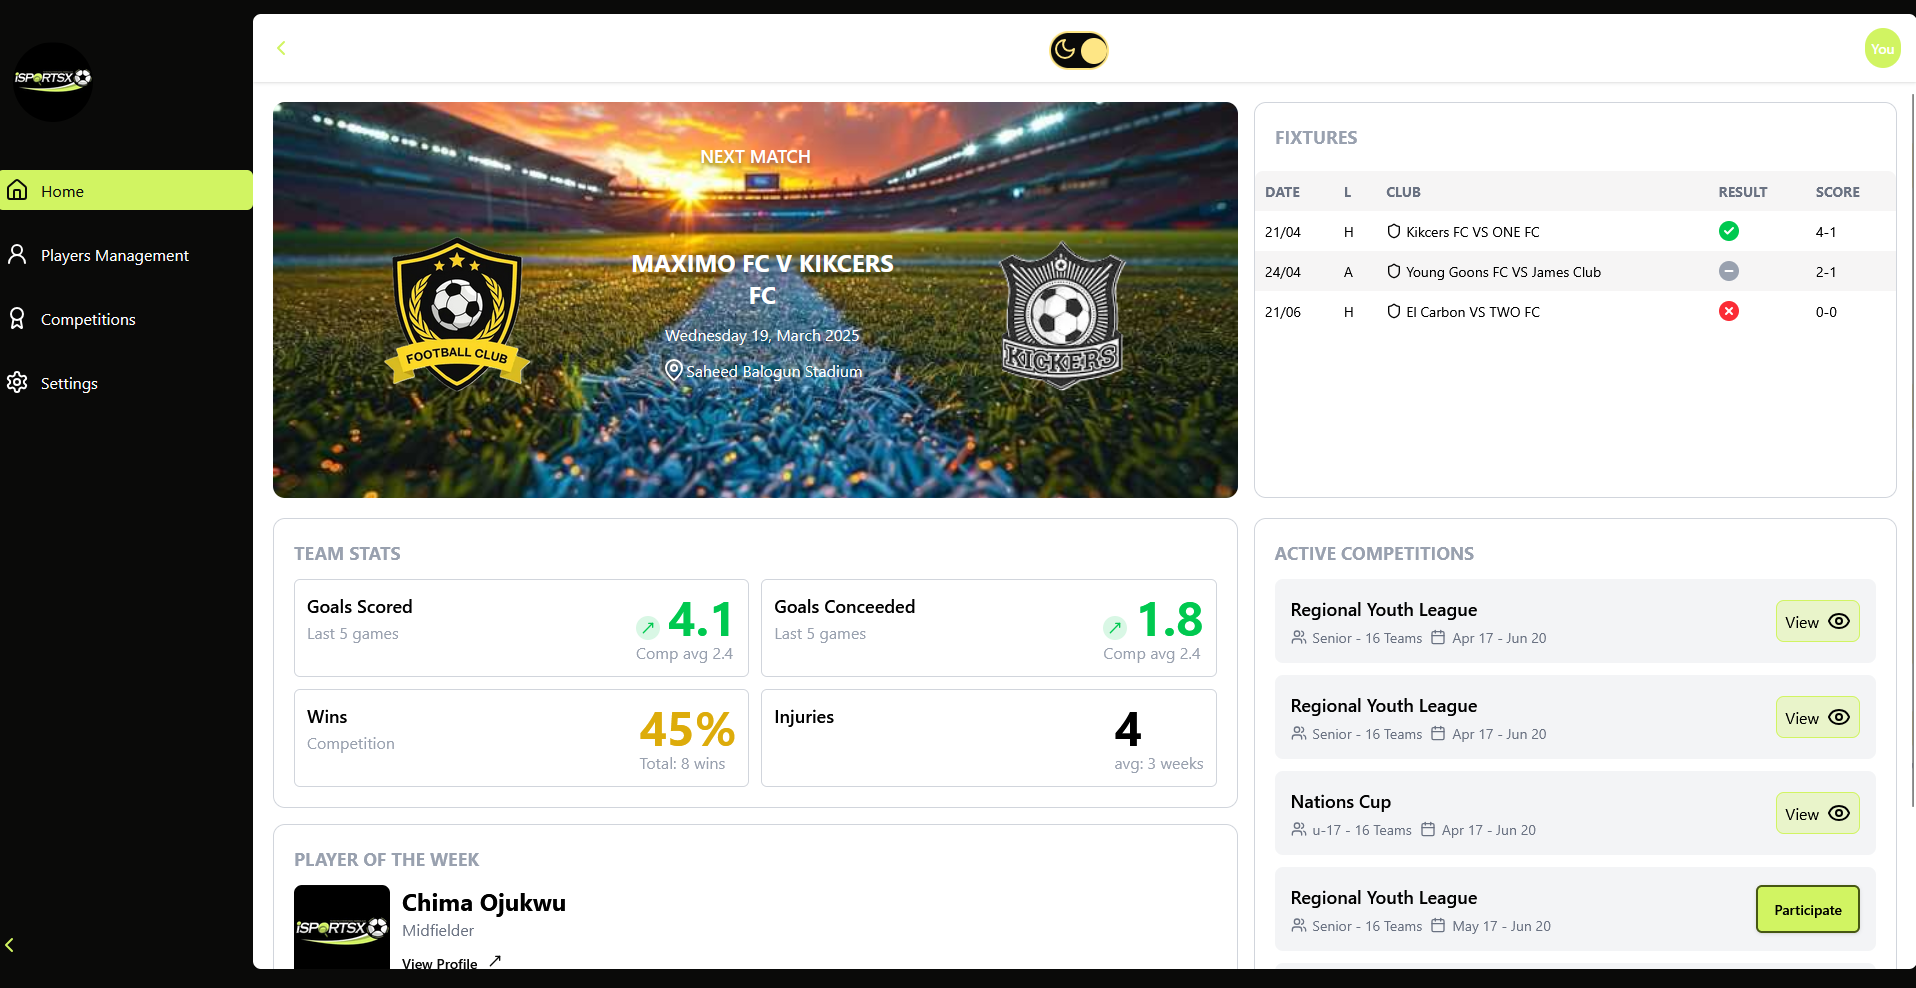 iSPORTSX
Home
Players Management
Competitions
Settings
You
NEXT MATCH
MAXIMO FC V KIKCERS
FC
Wednesday 19, March 2025
Saheed Balogun Stadium
FOOTBALL CLUB
KICKERS
FIXTURES
DATE L CLUB RESULT SCORE
21/04 H Kikcers FC VS ONE FC 4-1
24/04 A Young Goons FC VS James Club 2-1
21/06 H El Carbon VS TWO FC 0-0
TEAM STATS
Goals Scored
Last 5 games
4.1
Comp avg 2.4
Goals Conceeded
Last 5 games
1.8
Comp avg 2.4
Wins
Competition
45%
Total: 8 wins
Injuries
4
avg: 3 weeks
PLAYER OF THE WEEK
iSPORTSX
Chima Ojukwu
Midfielder
View Profile
ACTIVE COMPETITIONS
Regional Youth League
Senior - 16 Teams Apr 17 - Jun 20
View
Regional Youth League
Senior - 16 Teams Apr 17 - Jun 20
View
Nations Cup
u-17 - 16 Teams Apr 17 - Jun 20
View
Regional Youth League
Senior - 16 Teams May 17 - Jun 20
Participate